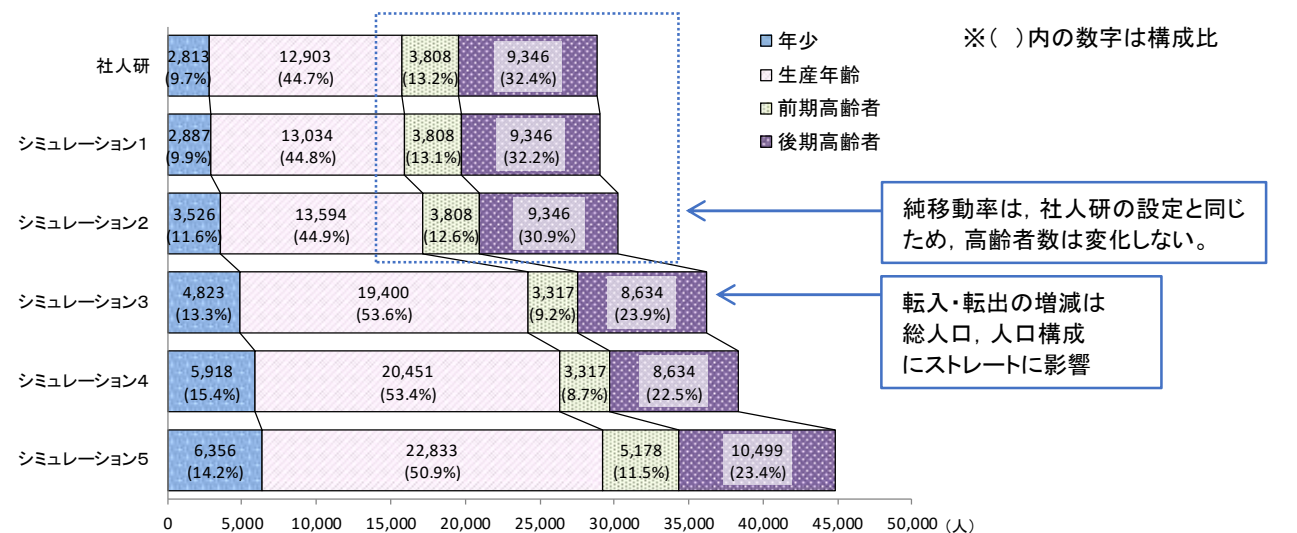 年少
生産年齢
前期高齢者
後期高齢者
※( )内の数字は構成比
社人研
2,813
(9.7%)
12,903
(44.7%)
3,808
(13.2%)
9,346
(32.4%)
シミュレーション1
2,887
(9.9%)
13,034
(44.8%)
3,808
(13.1%)
9,346
(32.2%)
シミュレーション2
3,526
(11.6%)
13,594
(44.9%)
3,808
(12.6%)
9,346
(30.9%)
純移動率は，社人研の設定と同じ
ため，高齢者数は変化しない。
シミュレーション3
4,823
(13.3%)
19,400
(53.6%)
3,317
(9.2%)
8,634
(23.9%)
転入・転出の増減は
総人口，人口構成
にストレートに影響
シミュレーション4
5,918
(15.4%)
20,451
(53.4%)
3,317
(8.7%)
8,634
(22.5%)
シミュレーション5
6,356
(14.2%)
22,833
(50.9%)
5,178
(11.5%)
10,499
(23.4%)
0 5,000 10,000 15,000 20,000 25,000 30,000 35,000 40,000 45,000 50,000 (人)